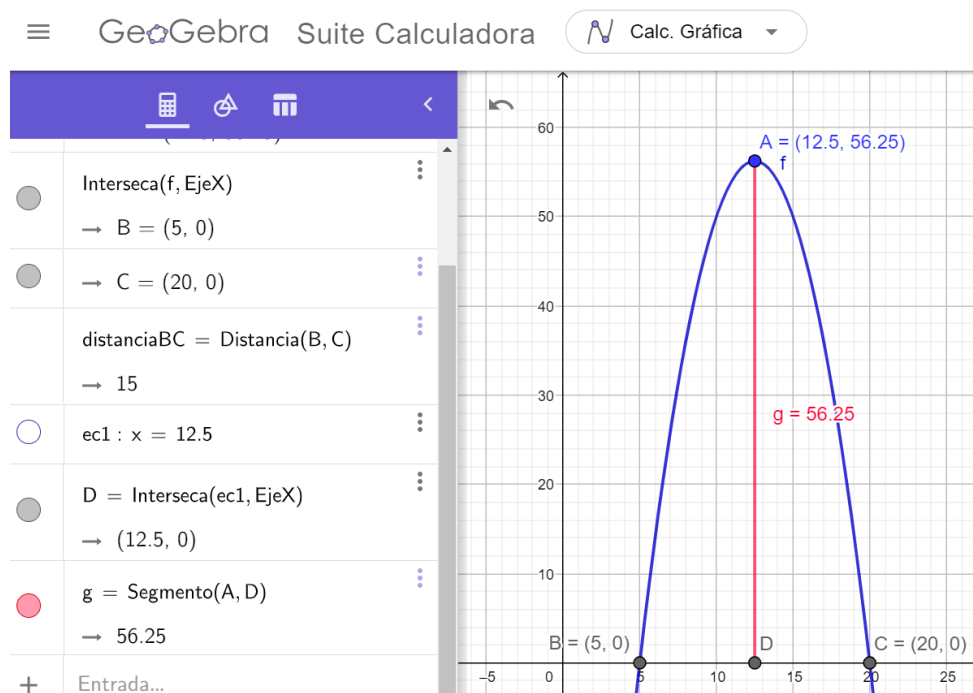 GeoGebra Suite Calculadora Calc. Gráfica
Interseca(f, EjeX)
→ B = (5, 0)
→ C = (20, 0)
distanciaBC = Distancia(B, C)
→ 15
ec1 : x = 12.5
D = Interseca(ec1, EjeX)
→ (12.5, 0)
g = Segmento(A, D)
→ 56.25
+ Entrada...
60
A = (12.5, 56.25)
f
50
40
30
g = 56.25
20
10
B = (5, 0)
D
C = (20, 0)
−5 0 5 10 15 20 25